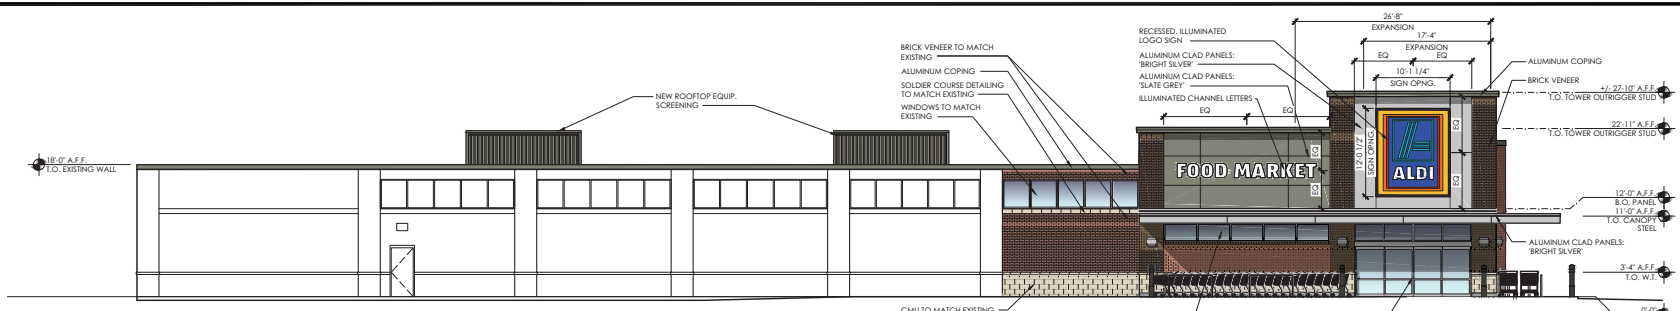 26'-8"
EXPANSION
17'-4"
EXPANSION
EQ
EQ
10'-1 1/4"
SIGN OPNG.
RECESSED, ILLUMINATED
LOGO SIGN
ALUMINUM CLAD PANELS:
'BRIGHT SILVER'
ALUMINUM CLAD PANELS:
'SLATE GREY'
ILLUMINATED CHANNEL LETTERS
EQ
EQ
BRICK VENEER TO MATCH
EXISTING
ALUMINUM COPING
SOLDIER COURSE DETAILING
TO MATCH EXISTING
WINDOWS TO MATCH
EXISTING
NEW ROOFTOP EQUIP.
SCREENING
ALUMINUM COPING
BRICK VENEER
+/- 27'-10" A.F.F.
T.O. TOWER OUTRIGGER STUD
22'-11" A.F.F.
T.O. TOWER OUTRIGGER STUD
18'-0" A.F.F.
T.O. EXISTING WALL
EQ
EQ
12'-0 1/2"
SIGN OPNG.
EQ
EQ
FOOD MARKET
ALDI
12'-0" A.F.F.
B.O. PANEL
11'-0" A.F.F.
T.O. CANOPY
STEEL
ALUMINUM CLAD PANELS:
'BRIGHT SILVER'
3'-4" A.F.F.
T.O. W.T.
CMU TO MATCH EXISTING
0'-0"